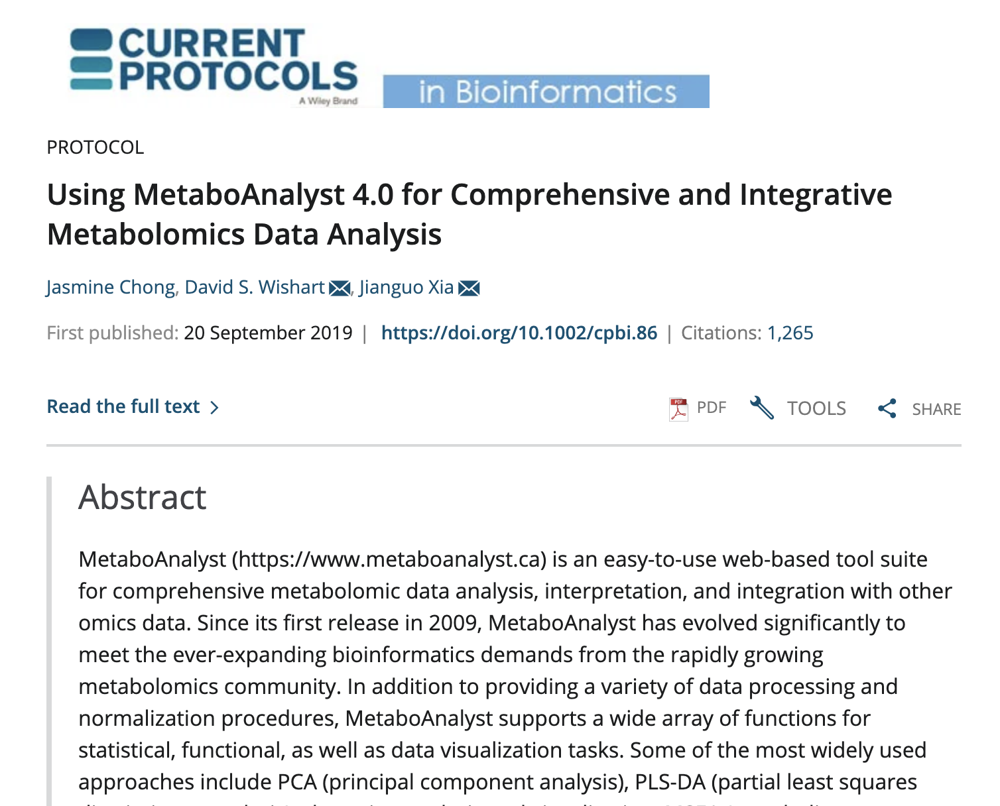 CURRENT
PROTOCOLS
A Wiley Brand
in Bioinformatics
PROTOCOL
Using MetaboAnalyst 4.0 for Comprehensive and Integrative
Metabolomics Data Analysis
Jasmine Chong, David S. Wishart, Jianguo Xia
First published: 20 September 2019 | https://doi.org/10.1002/cpbi.86 | Citations: 1,265
Read the full text PDF PDF TOOLS SHARE
Abstract
MetaboAnalyst (https://www.metaboanalyst.ca) is an easy-to-use web-based tool suite
for comprehensive metabolomic data analysis, interpretation, and integration with other
omics data. Since its first release in 2009, MetaboAnalyst has evolved significantly to
meet the ever-expanding bioinformatics demands from the rapidly growing
metabolomics community. In addition to providing a variety of data processing and
normalization procedures, MetaboAnalyst supports a wide array of functions for
statistical, functional, as well as data visualization tasks. Some of the most widely used
approaches include PCA (principal component analysis), PLS-DA (partial least squares